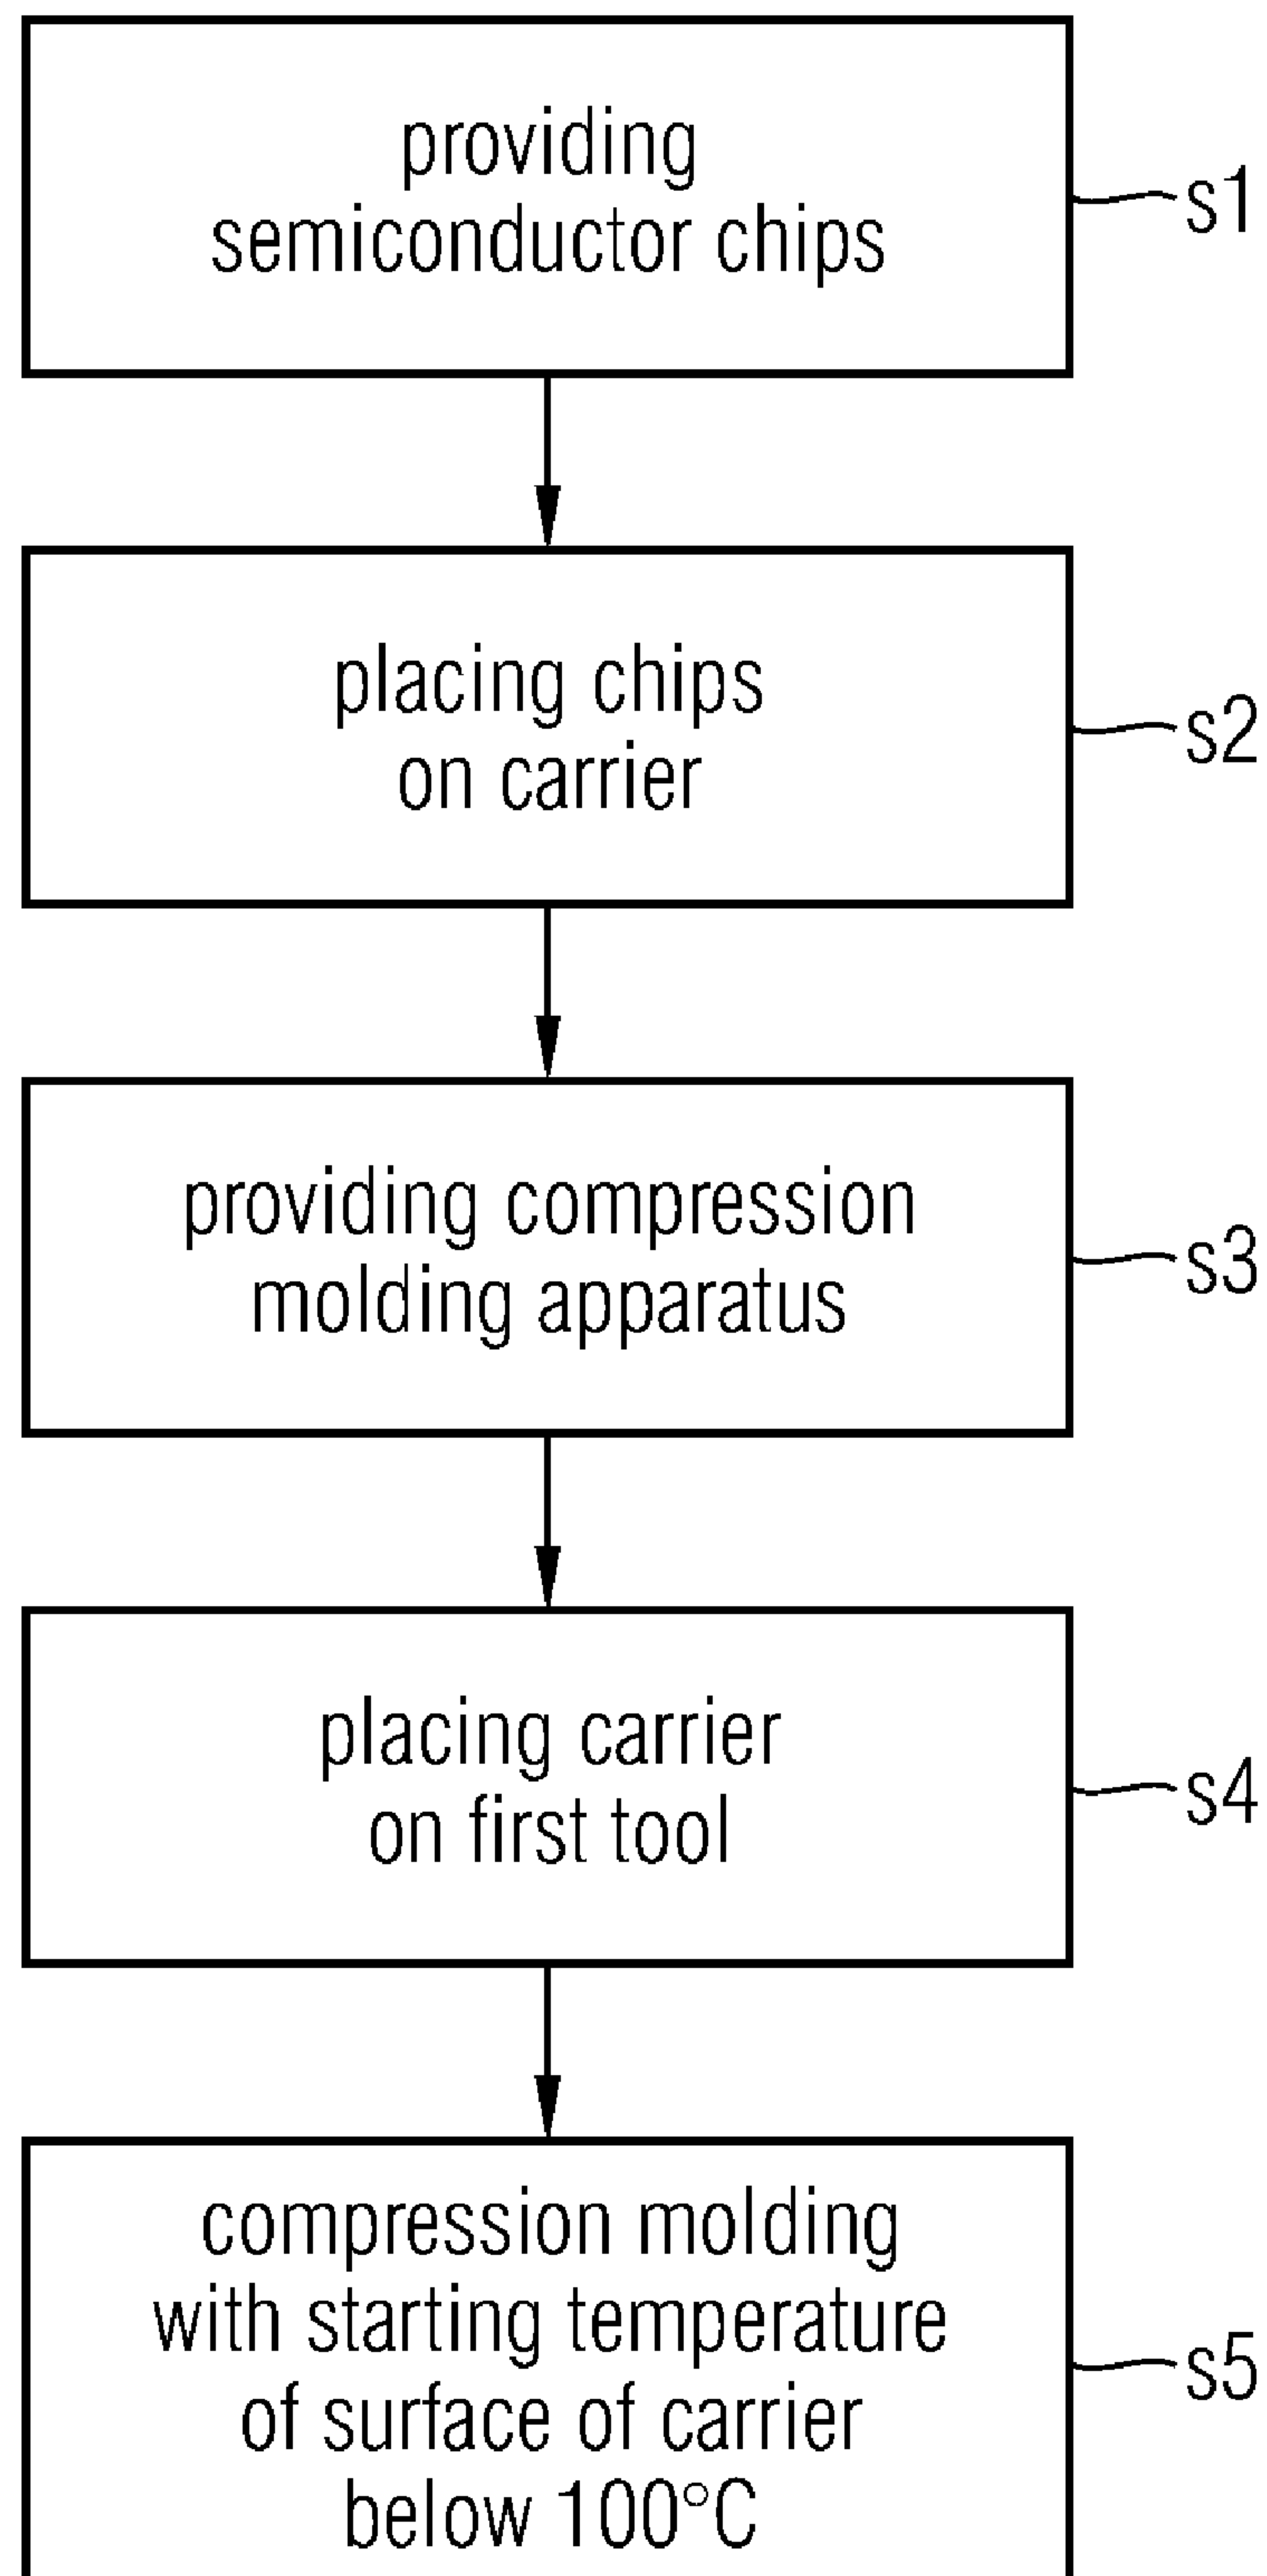 providing
semiconductor chips
s1
placing chips
on carrier
s2
providing compression
molding apparatus
s3
placing carrier
on first tool
s4
compression molding
with starting temperature
of surface of carrier
below 100°C
s5